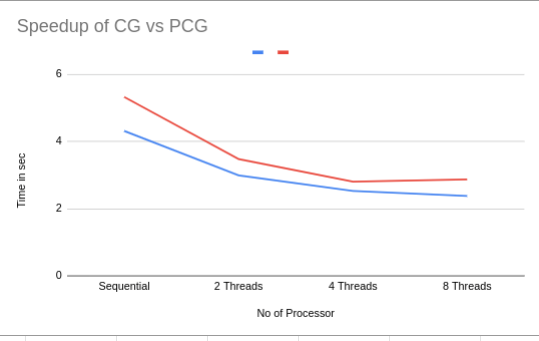 Speedup of CG vs PCG
6
4
2
0
Time in sec
Sequential 2 Threads 4 Threads 8 Threads
No of Processor